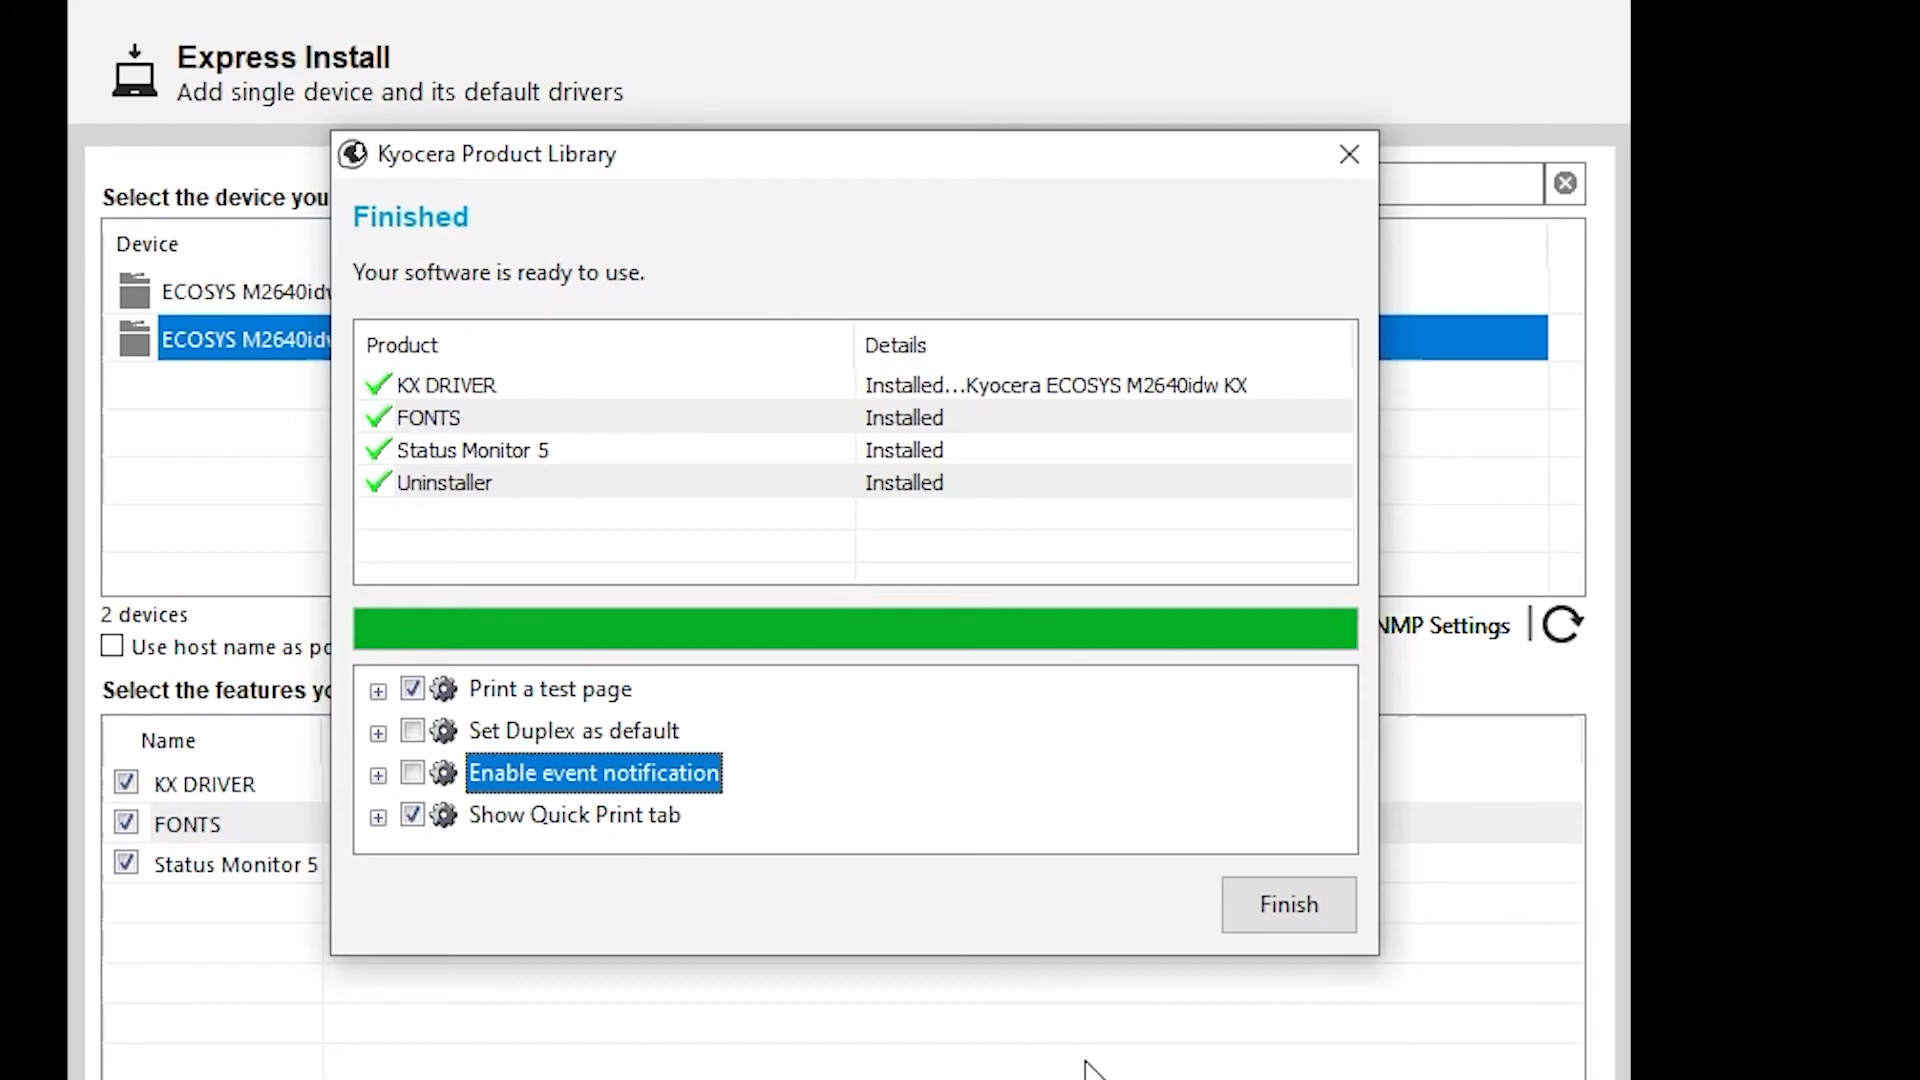 Express Install
Add single device and its default drivers
Kyocera Product Library
Select the device you
Finished
Device
Your software is ready to use.
ECOSYS M2640idw
ECOSYS M2640idw
Product Details
KX DRIVER Installed...Kyocera ECOSYS M2640idw KX
FONTS Installed
Status Monitor 5 Installed
Uninstaller Installed
2 devices
NMP Settings
Use host name as po
Select the features yo
Print a test page
Set Duplex as default
Name
Enable event notification
KX DRIVER
Show Quick Print tab
FONTS
Status Monitor 5
Finish